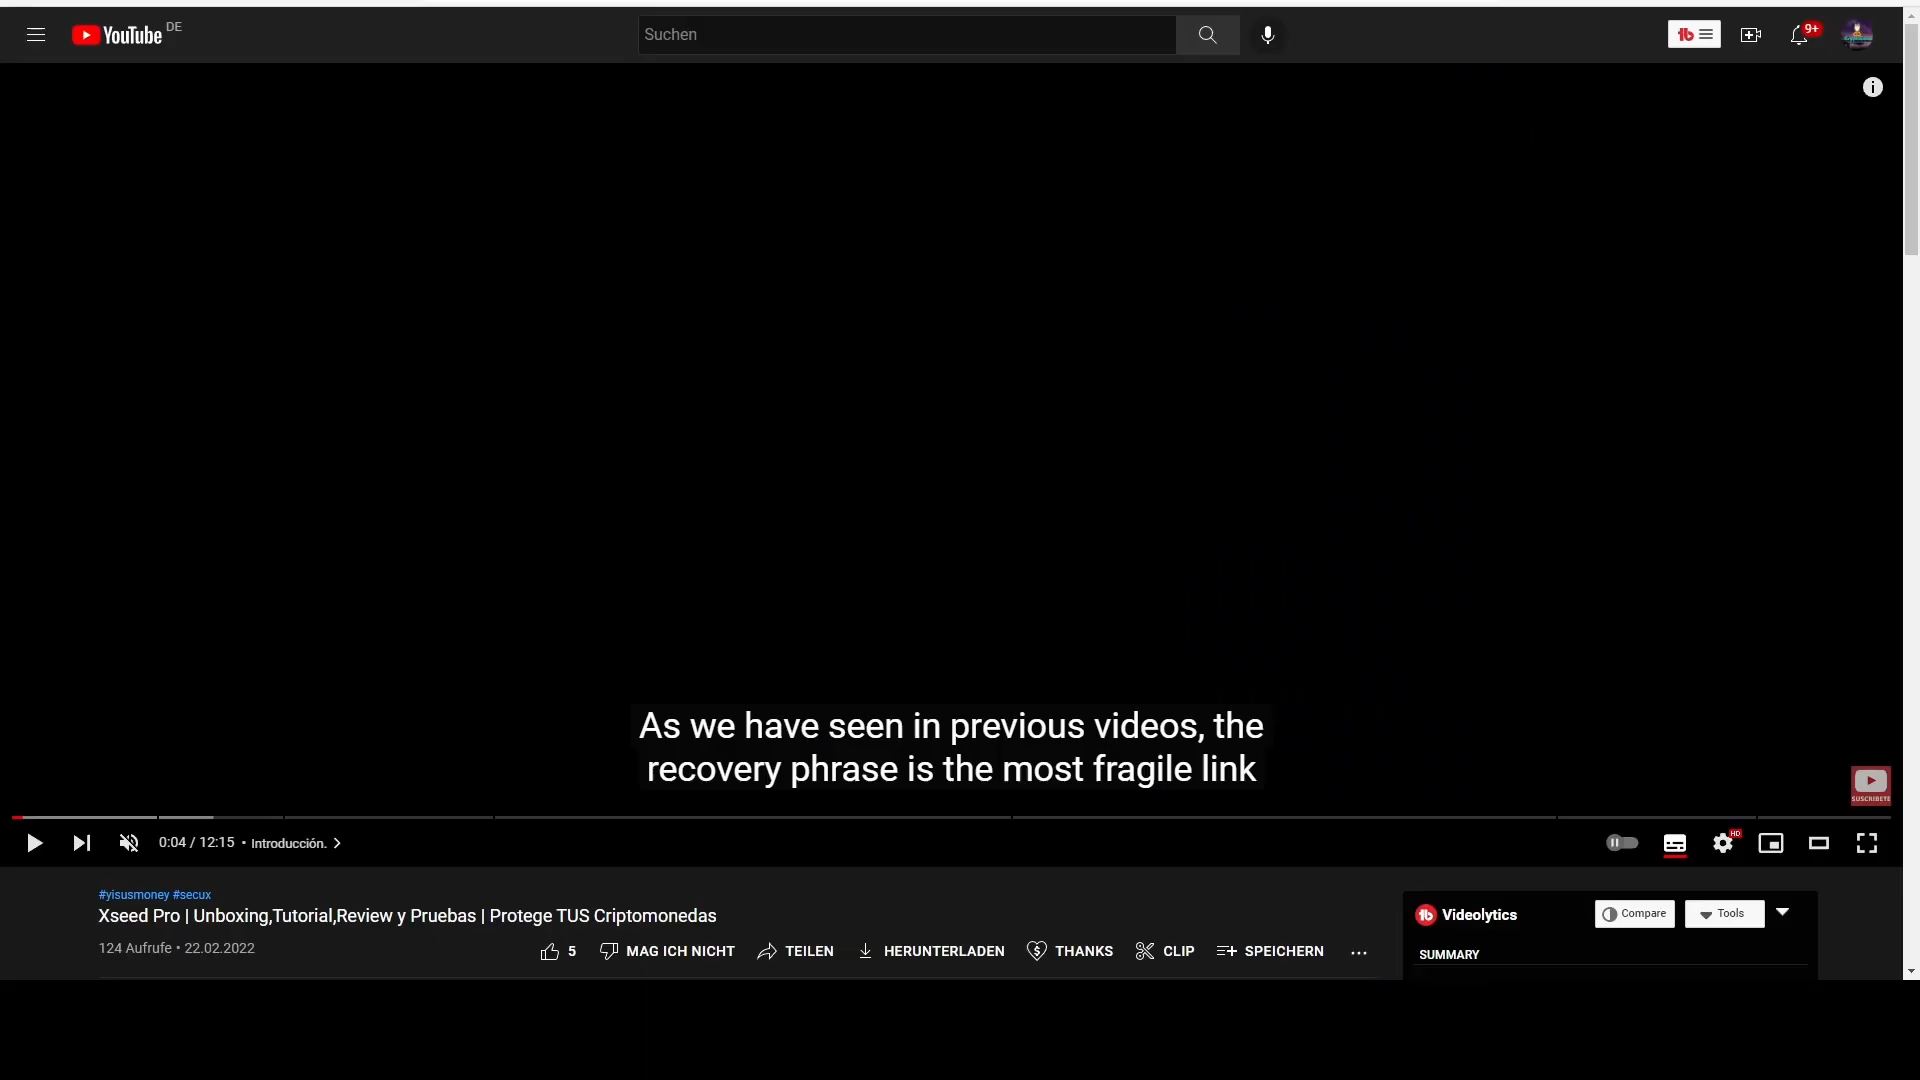 YouTube DE
Suchen
9+
As we have seen in previous videos, the
recovery phrase is the most fragile link
SUSCRIBETE
0:04 / 12:15 • Introducción.
HD
#yisusmoney #secux
Xseed Pro | Unboxing,Tutorial,Review y Pruebas | Protege TUS Criptomonedas
124 Aufrufe • 22.02.2022
5 MAG ICH NICHT TEILEN HERUNTERLADEN THANKS CLIP SPEICHERN ...
Videolytics Compare Tools
SUMMARY